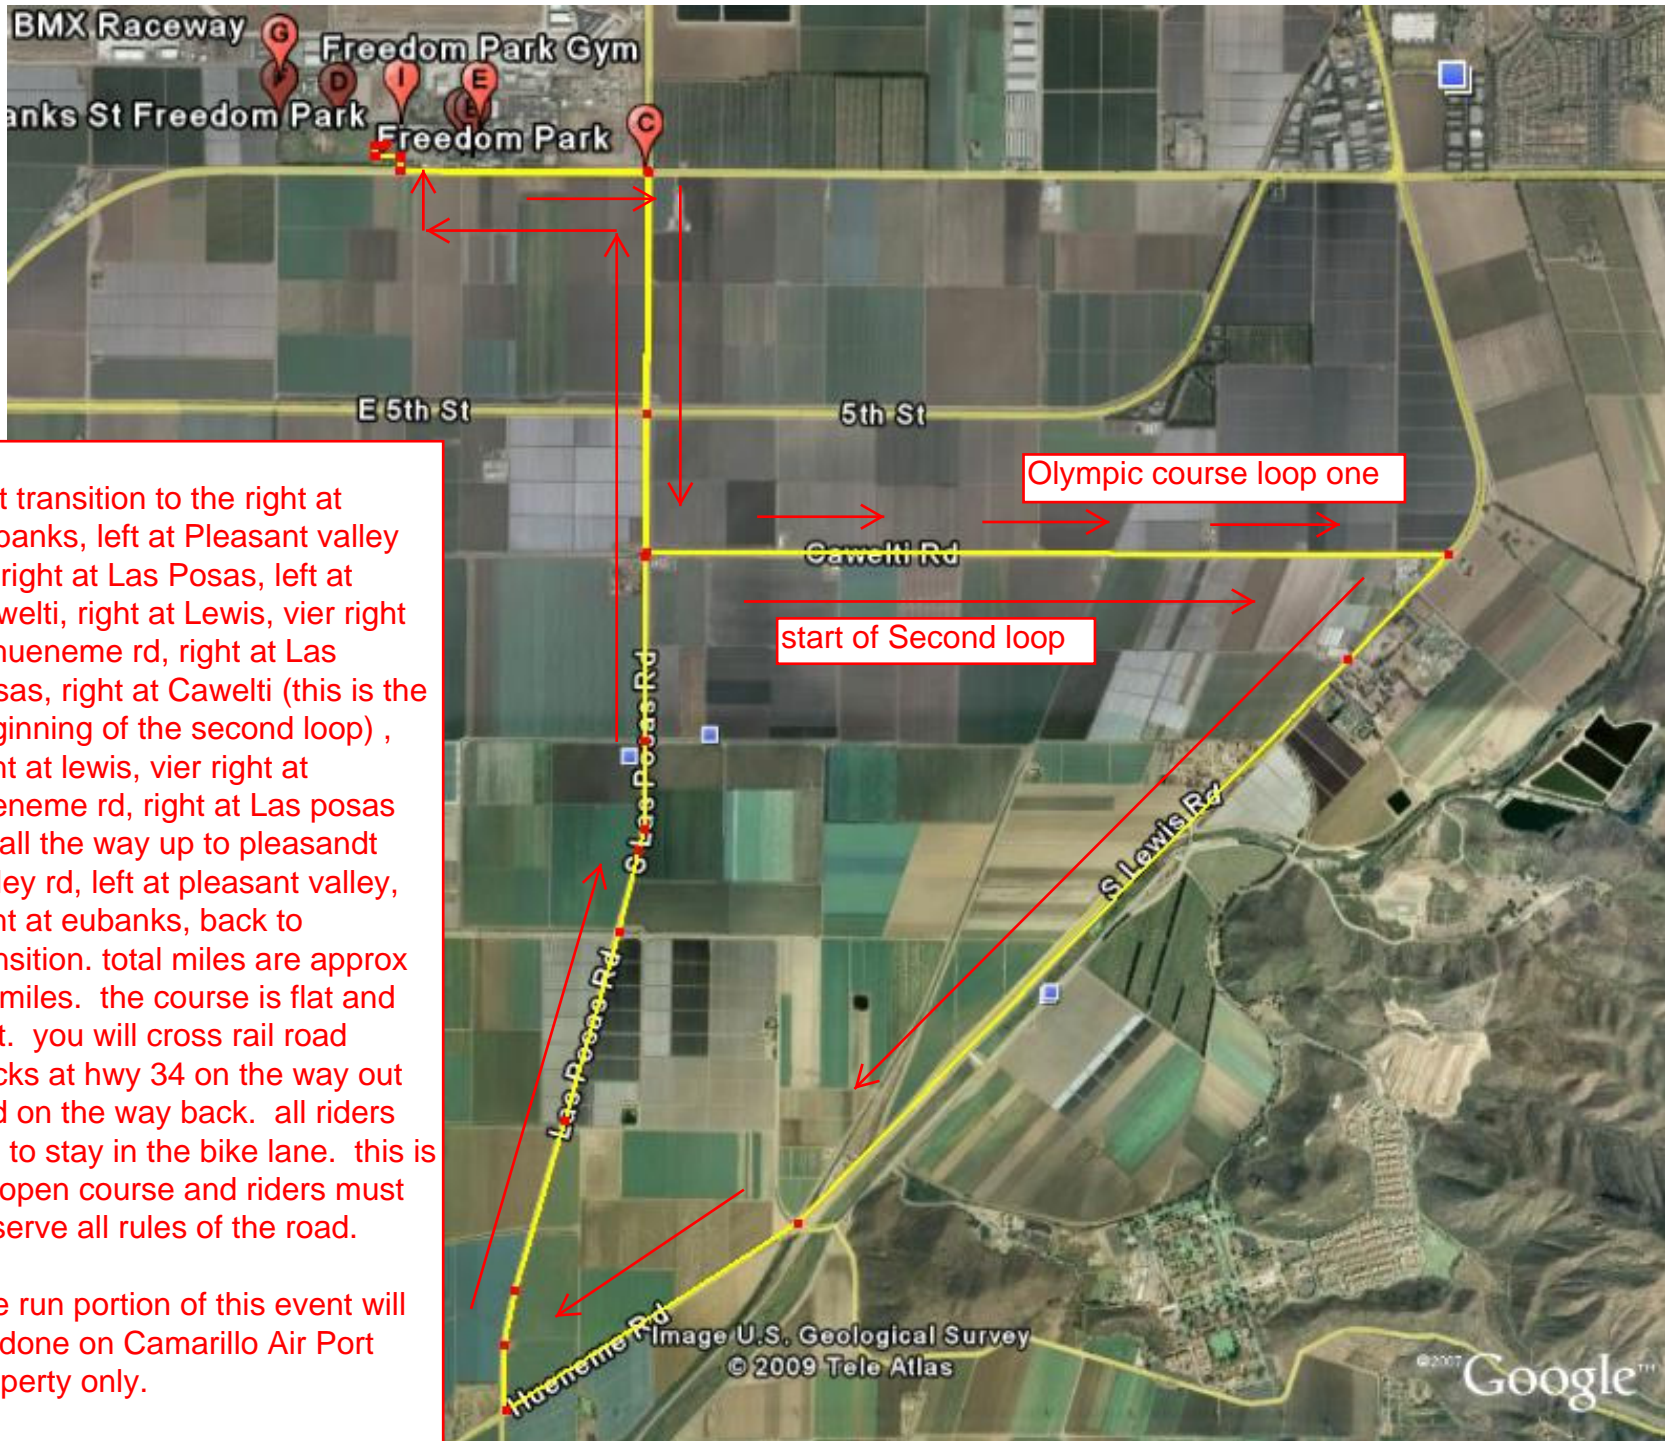 BMX Raceway
G
Freedom Park Gym
D
I
E
anks St Freedom Park
Freedom Park
C
E 5th St
5th St
Olympic course loop one
Cawelti Rd
start of Second loop
t transition to the right at
banks, left at Pleasant valley
right at Las Posas, left at
welti, right at Lewis, vier right
hueneme rd, right at Las
sas, right at Cawelti (this is the
ginning of the second loop) ,
nt at lewis, vier right at
eneme rd, right at Las posas
all the way up to pleasandt
ley rd, left at pleasant valley,
nt at eubanks, back to
nsition. total miles are approx
miles. the course is flat and
t. you will cross rail road
cks at hwy 34 on the way out
d on the way back. all riders
to stay in the bike lane. this is
open course and riders must
serve all rules of the road.
e run portion of this event will
done on Camarillo Air Port
perty only.
S Las Posas Rd
S Lewis Rd
Las Posas Rd
Hueneme Rd
Image U.S. Geological Survey
© 2009 Tele Atlas
©2007 Google™